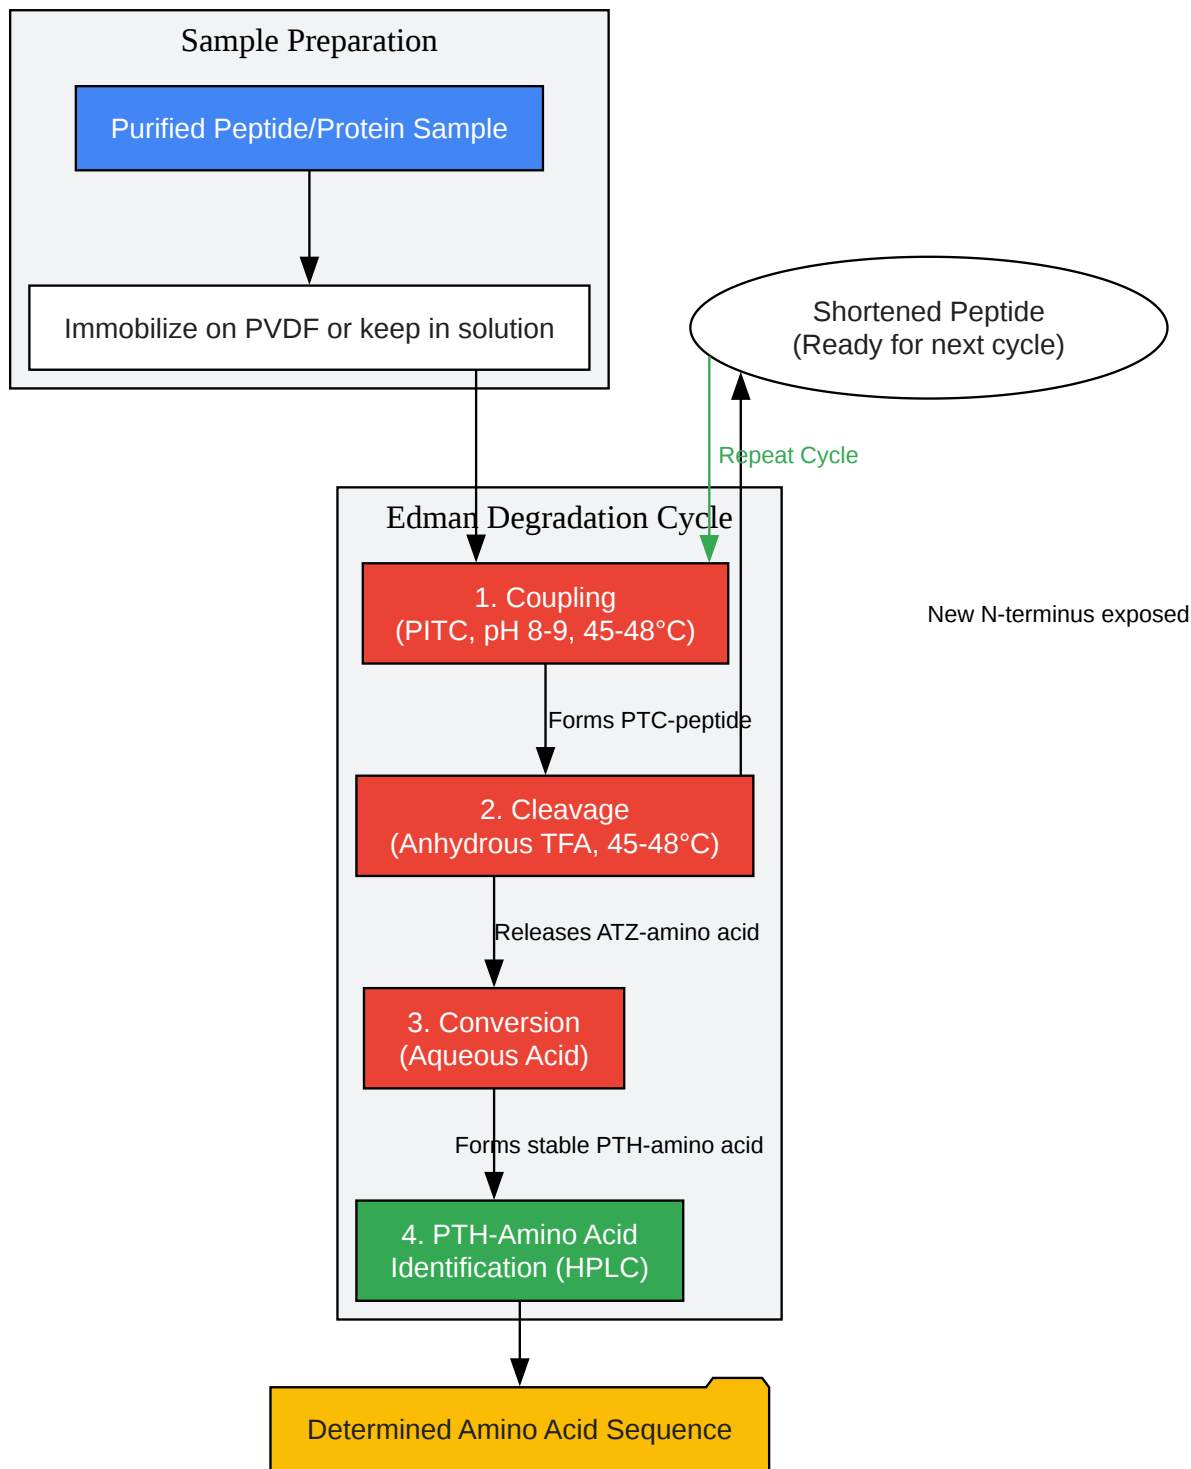 Sample Preparation
Purified Peptide/Protein Sample
Immobilize on PVDF or keep in solution
Shortened Peptide
(Ready for next cycle)
Repeat Cycle
Edman Degradation Cycle
1. Coupling
(PITC, pH 8-9, 45-48°C)
New N-terminus exposed
Forms PTC-peptide
2. Cleavage
(Anhydrous TFA, 45-48°C)
Releases ATZ-amino acid
3. Conversion
(Aqueous Acid)
Forms stable PTH-amino acid
4. PTH-Amino Acid
Identification (HPLC)
Determined Amino Acid Sequence